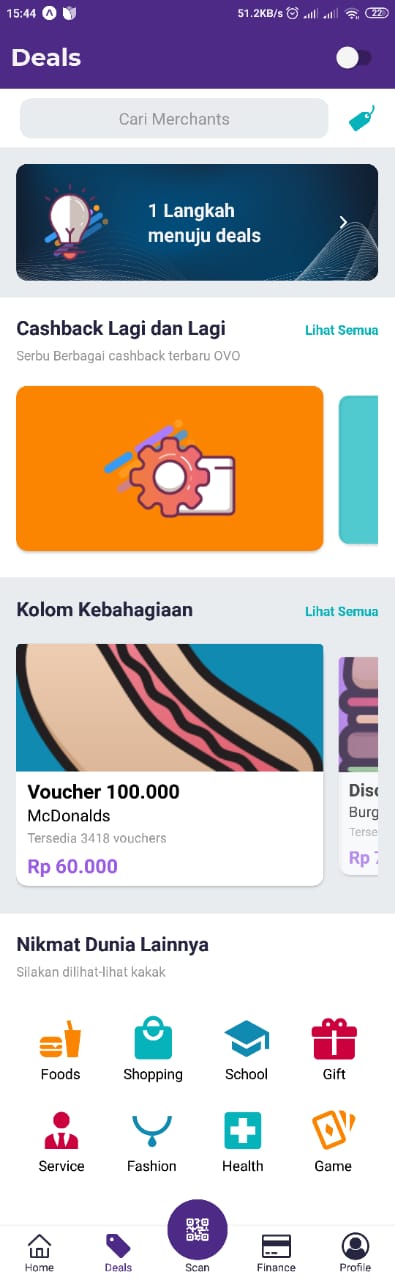 15:44
51.2KB/s
22
Deals
Cari Merchants
1 Langkah
menuju deals
Cashback Lagi dan Lagi
Lihat Semua
Serbu Berbagai cashback terbaru OVO
Kolom Kebahagiaan
Lihat Semua
Voucher 100.000
McDonalds
Tersedia 3418 vouchers
Rp 60.000
Disc
Burg
Terse
Rp 7
Nikmat Dunia Lainnya
Silakan dilihat-lihat kakak
Foods Shopping School Gift
Service Fashion Health Game
Home Deals Scan Finance Profile